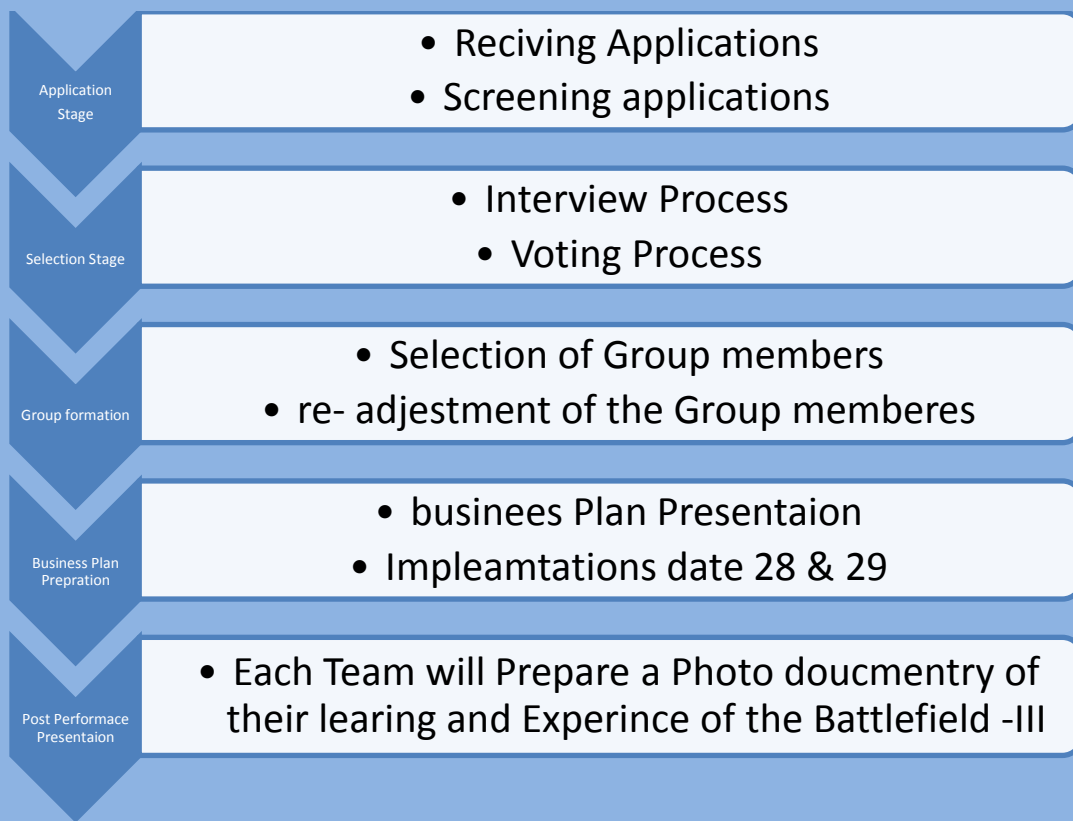 Application
Stage
• Reciving Applications
• Screening applications
Selection Stage
• Interview Process
• Voting Process
Group formation
• Selection of Group members
• re- adjestment of the Group memberes
Business Plan
Prepration
• businees Plan Presentaion
• Impleamtations date 28 & 29
Post Performace
Presentaion
• Each Team will Prepare a Photo doucmentry of
their learing and Experince of the Battlefield -III